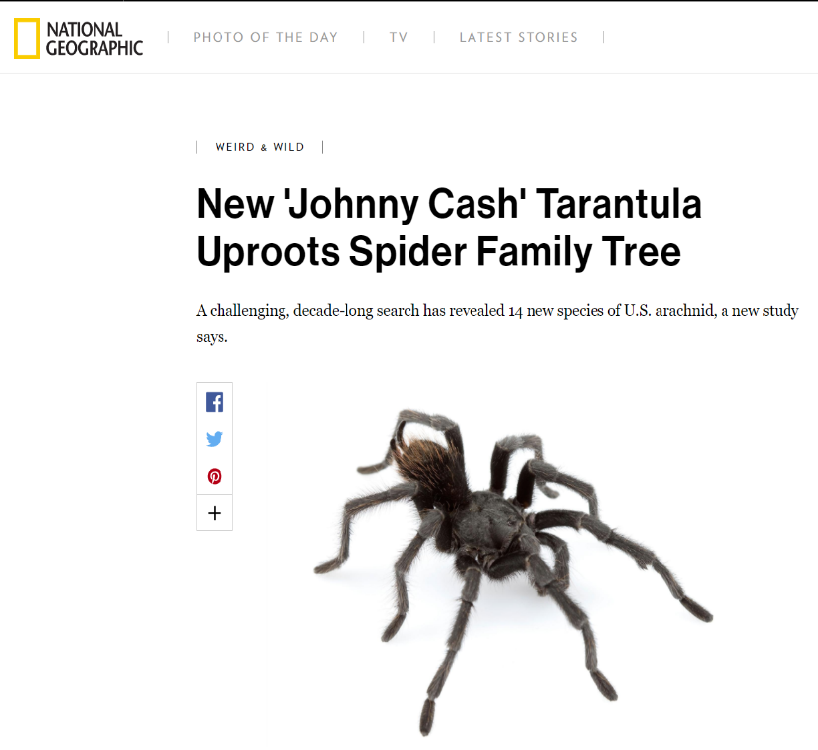 NATIONAL
GEOGRAPHIC
PHOTO OF THE DAY
TV
LATEST STORIES
WEIRD & WILD
New 'Johnny Cash' Tarantula
Uproots Spider Family Tree
A challenging, decade-long search has revealed 14 new species of U.S. arachnid, a new study
says.